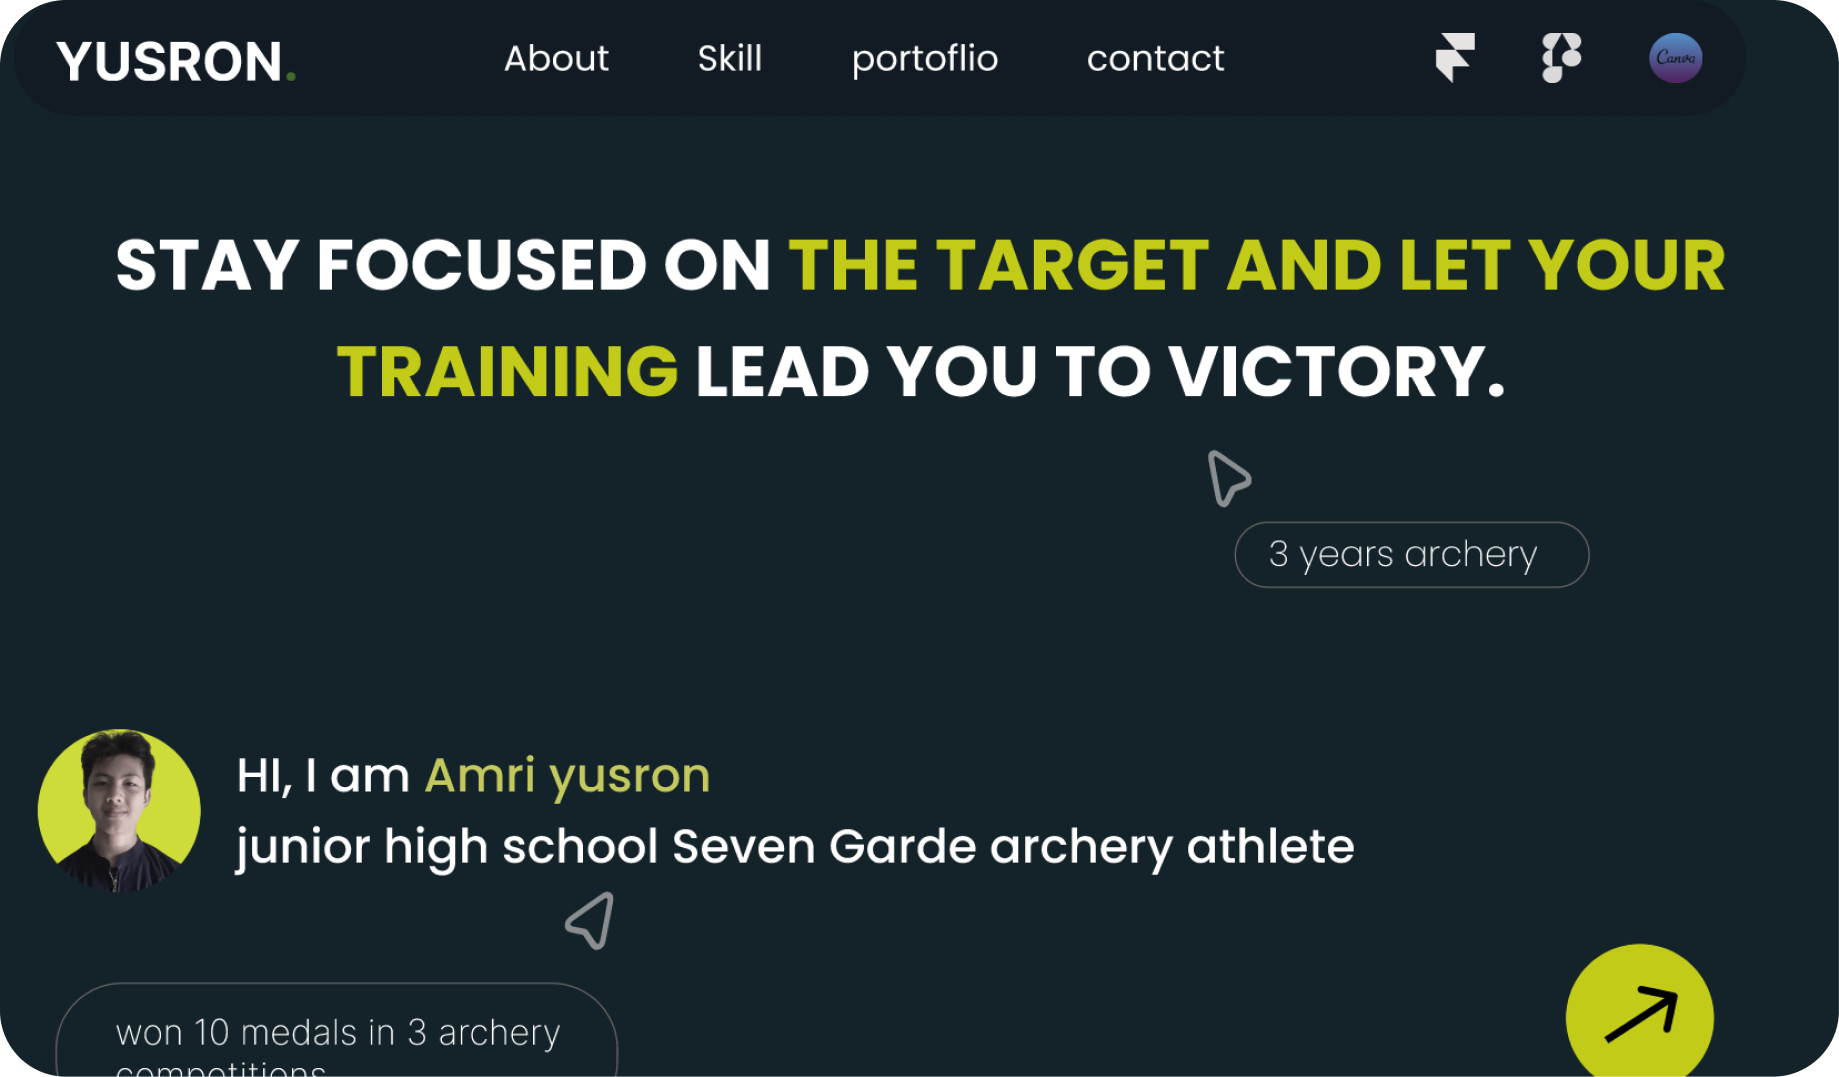 YUSRON.
About
Skill
portoflio
contact
Canva
STAY FOCUSED ON THE TARGET AND LET YOUR
TRAINING LEAD YOU TO VICTORY.
3 years archery
HI, I am Amri yusron
junior high school Seven Garde archery athlete
won 10 medals in 3 archery
competitions